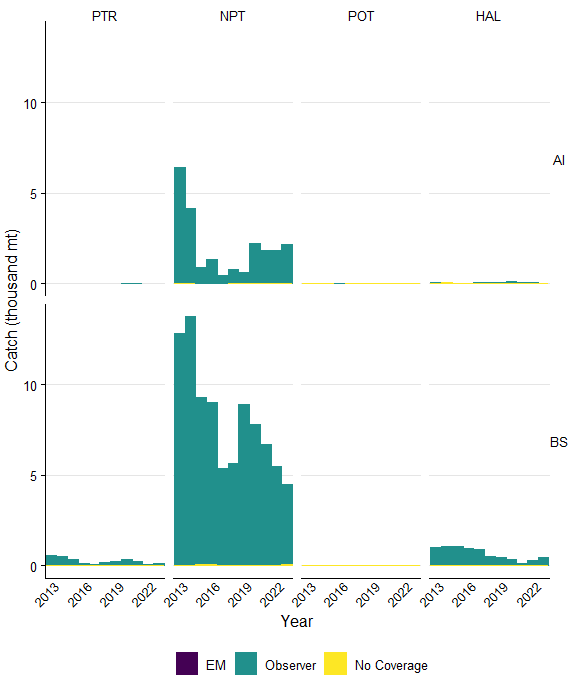 PTR NPT POT HAL
10
5
0
AI
10
5
0
BS
Catch (thousand mt)
2013 2016 2019 2022 2013 2016 2019 2022 2013 2016 2019 2022 2013 2016 2019 2022
Year
EM Observer No Coverage